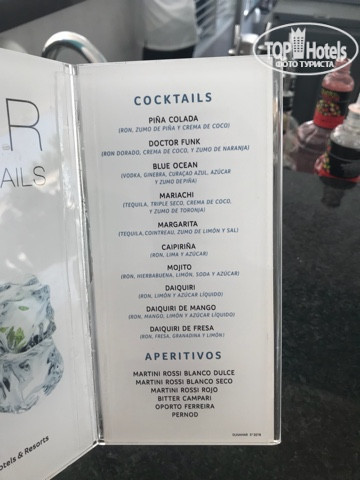 TOP Hotels
ФОТО ТУРИСТА
COCKTAILS
PIÑA COLADA
(RON, ZUMO DE PIÑA Y CREMA DE COCO)
DOCTOR FUNK
(RON DORADO, CREMA DE COCO, Y ZUMO DE NARANJA)
BLUE OCEAN
(VODKA, GINEBRA, CURAÇAO AZUL, AZÚCAR
Y ZUMO DE PIÑA)
MARIACHI
(TEQUILA, TRIPLE SECO, CREMA DE COCO,
Y ZUMO DE TORONJA)
MARGARITA
(TEQUILA, COINTREAU, ZUMO DE LIMÓN Y SAL)
CAIPIRIÑA
(RON, LIMA Y AZÚCAR)
MOJITO
(RON, HIERBABUENA, LIMÓN, SODA Y AZÚCAR)
DAIQUIRI
(RON, LIMÓN Y AZÚCAR LÍQUIDO)
DAIQUIRI DE MANGO
(RON, MANGO, LIMÓN Y AZÚCAR LÍQUIDO)
DAIQUIRI DE FRESA
(RON, FRESA, GRANADINA Y LIMÓN)
APERITIVOS
MARTINI ROSSI BLANCO DULCE
MARTINI ROSSI BLANCO SECO
MARTINI ROSSI ROJO
BITTER CAMPARI
OPORTO FERREIRA
PERNOD
R
AILS
otels & Resorts